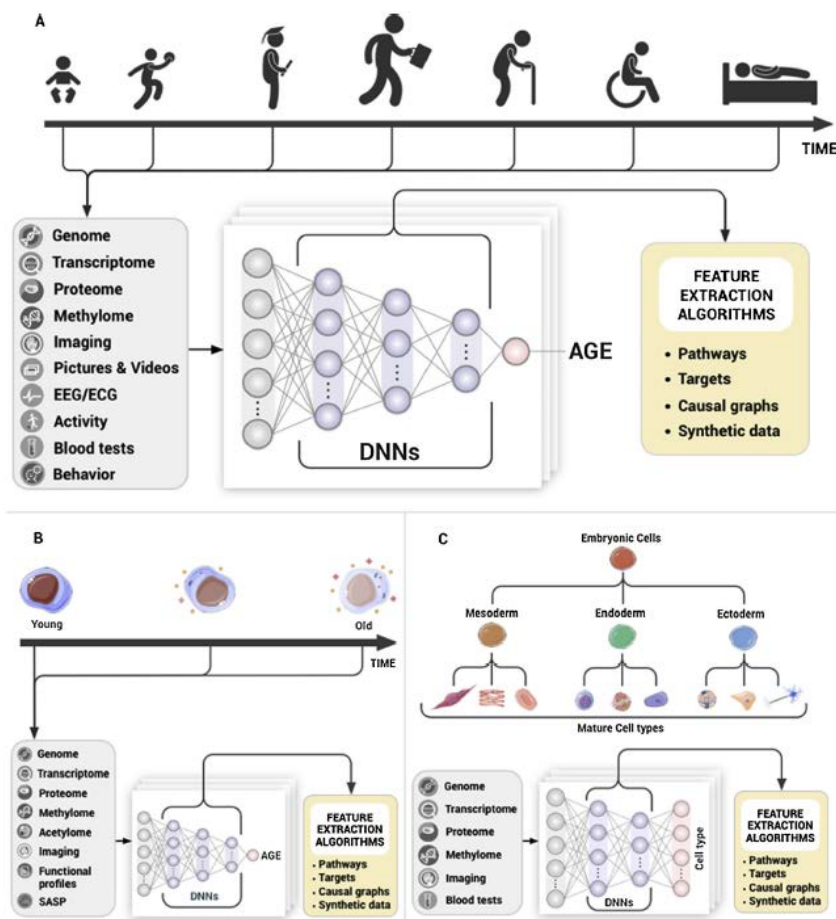 A
TIME
Genome
Transcriptome
Proteome
Methylome
Imaging
Pictures & Videos
EEG/ECG
Activity
Blood tests
Behavior
DNNs
AGE
FEATURE
EXTRACTION
ALGORITHMS
• Pathways
• Targets
• Causal graphs
• Synthetic data
B
Young
Old
TIME
Genome
Transcriptome
Proteome
Methylome
Acetylome
Imaging
Functional
profiles
SASP
DNNs
AGE
FEATURE
EXTRACTION
ALGORITHMS
• Pathways
• Targets
• Causal graphs
• Synthetic data
C
Embryonic Cells
Mesoderm
Endoderm
Ectoderm
Mature Cell types
Genome
Transcriptome
Proteome
Methylome
Imaging
Blood tests
DNNs
Cell type
FEATURE
EXTRACTION
ALGORITHMS
• Pathways
• Targets
• Causal graphs
• Synthetic data